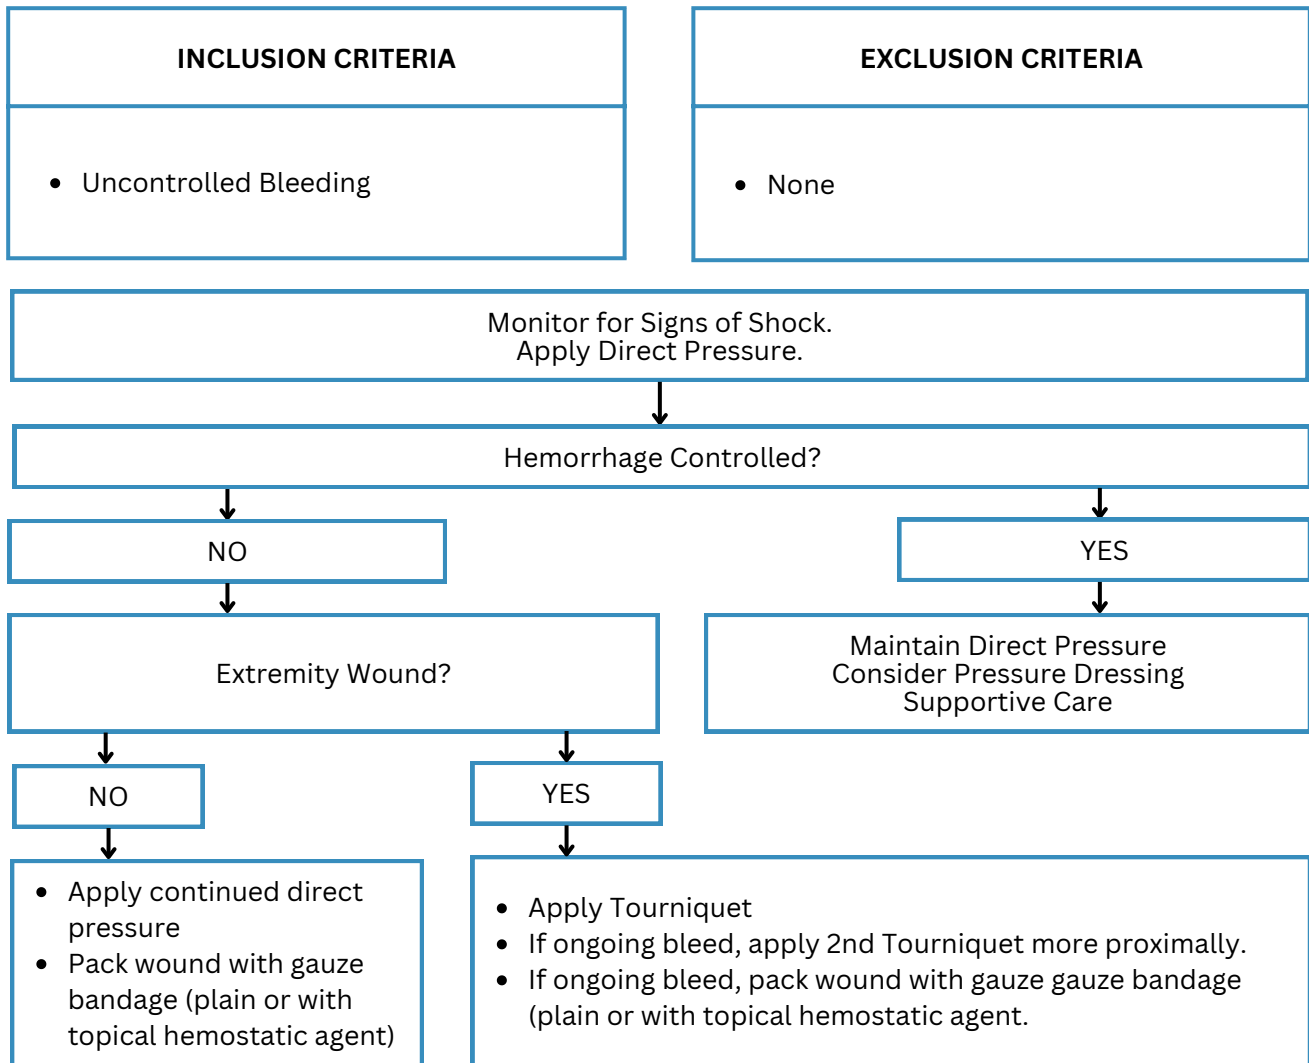 INCLUSION CRITERIA
• Uncontrolled Bleeding
EXCLUSION CRITERIA
• None
Monitor for Signs of Shock.
Apply Direct Pressure.
Hemorrhage Controlled?
NO
YES
Extremity Wound?
Maintain Direct Pressure
Consider Pressure Dressing
Supportive Care
NO
YES
• Apply continued direct
pressure
• Pack wound with gauze
bandage (plain or with
topical hemostatic agent)
• Apply Tourniquet
• If ongoing bleed, apply 2nd Tourniquet more proximally.
• If ongoing bleed, pack wound with gauze gauze bandage
(plain or with topical hemostatic agent.